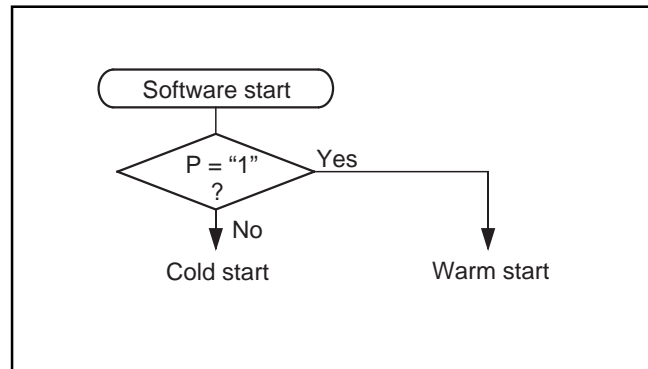 Software start
P = “1”
?
Yes
No
Cold start
Warm start